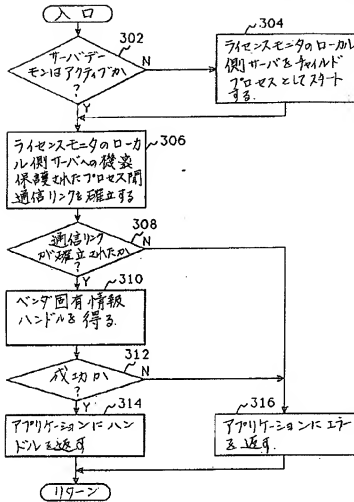 入口
302
サーバデー
モンはアクティブか
?
N
Y
304
ライセンスモニタのローカル
側サーバをチャイルド
プロセスとしてスタート
する.
306
ライセンスモニタのローカ
ル側サーバへの機密
保護されたプロセス間
通信リンクを確立する
308
通信リンク
が確立されたか
?
N
Y
310
ベンダ固有情報
ハンドルを得る.
312
成功か
?
N
Y
314
アプリケーションにハン
ドルを返す
316
アプリケーションにエラー
を返す.
リターン